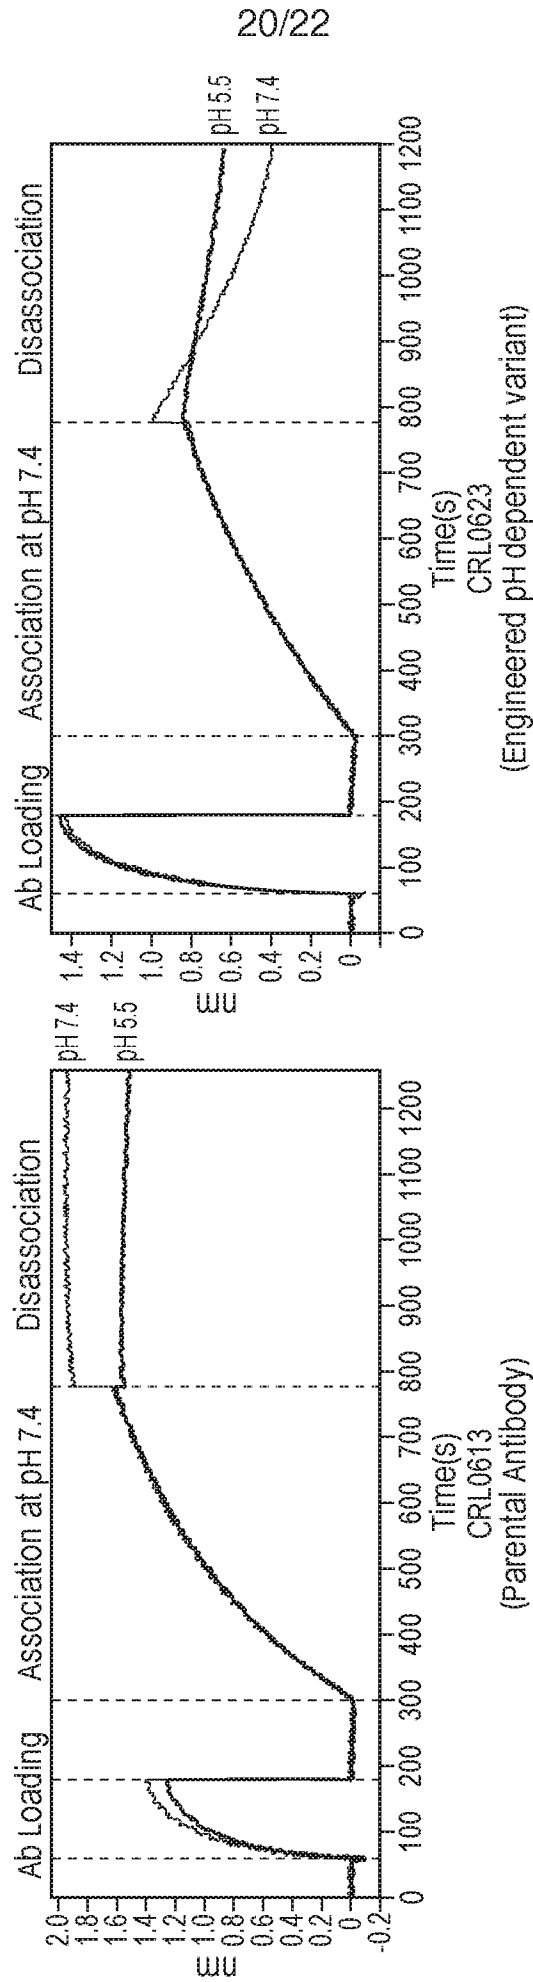 20/22
Ab Loading Association at pH 7.4 Disassociation
nm
2.0
1.8
1.6
1.4
1.2
1.0
0.8
0.6
0.4
0.2
0
-0.2
pH 7.4
pH 5.5
0 100 200 300 400 500 600 700 800 900 1000 1100 1200
Time(s)
CRL0613
(Parental Antibody)
Ab Loading Association at pH 7.4 Disassociation
nm
1.4
1.2
1.0
0.8
0.6
0.4
0.2
0
pH 5.5
pH 7.4
0 100 200 300 400 500 600 700 800 900 1000 1100 1200
Time(s)
CRL0623
(Engineered pH dependent variant)